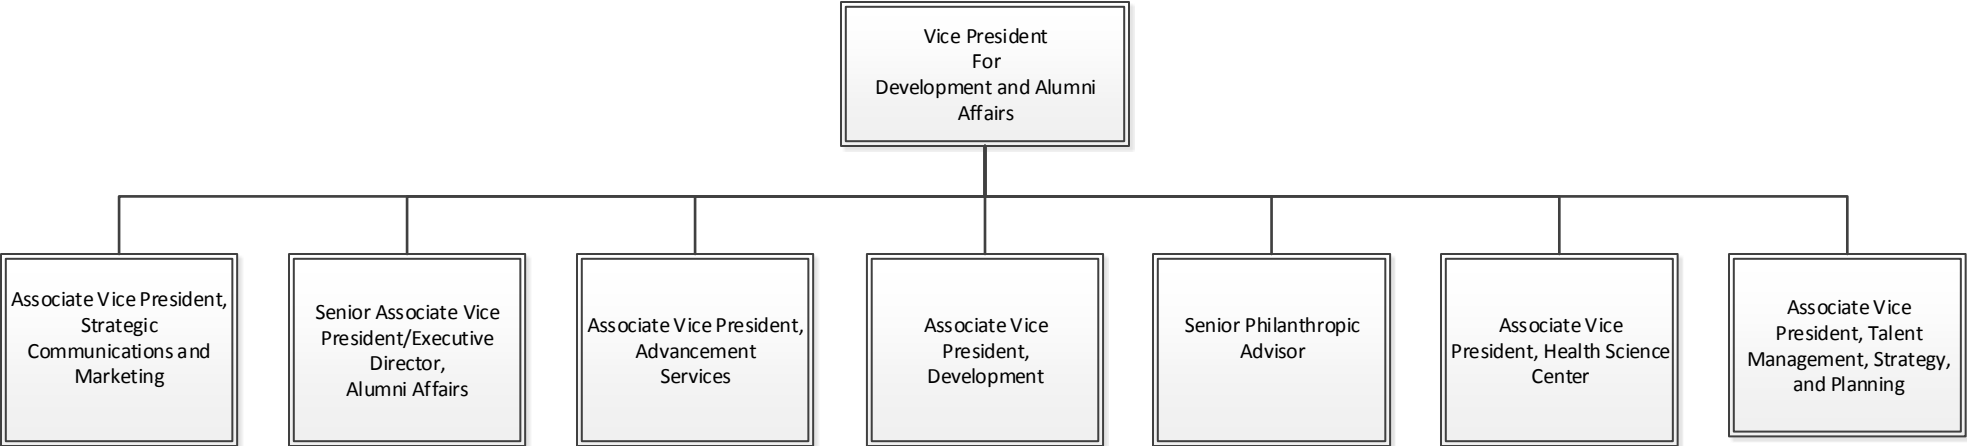 Vice President
For
Development and Alumni
Affairs
Associate Vice President,
Strategic
Communications and
Marketing
Senior Associate Vice
President/Executive
Director,
Alumni Affairs
Associate Vice President,
Advancement
Services
Associate Vice
President,
Development
Senior Philanthropic
Advisor
Associate Vice
President, Health Science
Center
Associate Vice
President, Talent
Management, Strategy,
and Planning